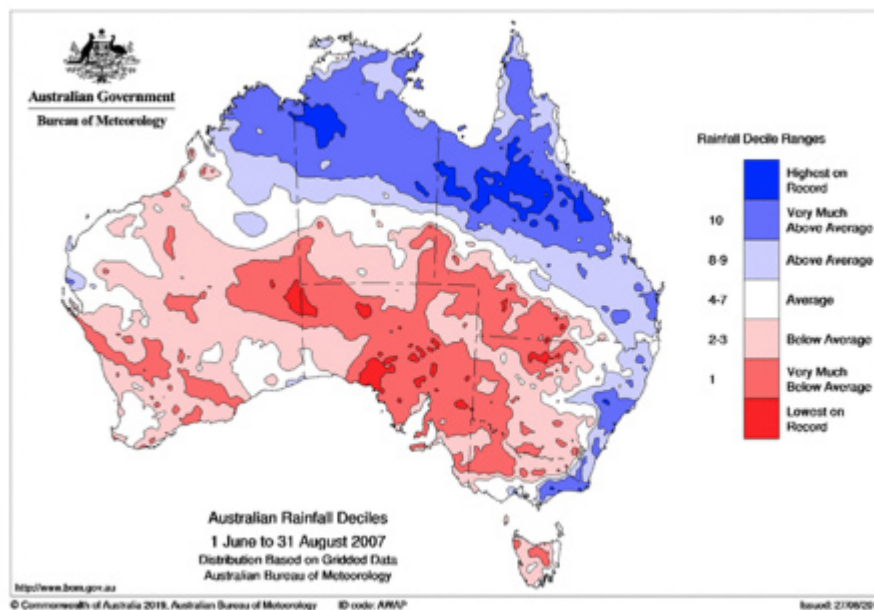 Australian Government
Bureau of Meteorology
Rainfall Decile Ranges
Highest on
Record
10
Very Much
Above Average
8-9
Above Average
4-7
Average
2-3
Below Average
1
Very Much
Below Average
Lowest on
Record
Australian Rainfall Deciles
1 June to 31 August 2007
Distribution Based on Gridded Data
Australian Bureau of Meteorology
http://www.bom.gov.au
© Commonwealth of Australia 2019, Australian Bureau of Meteorology
ID code: AWAP
Issued: